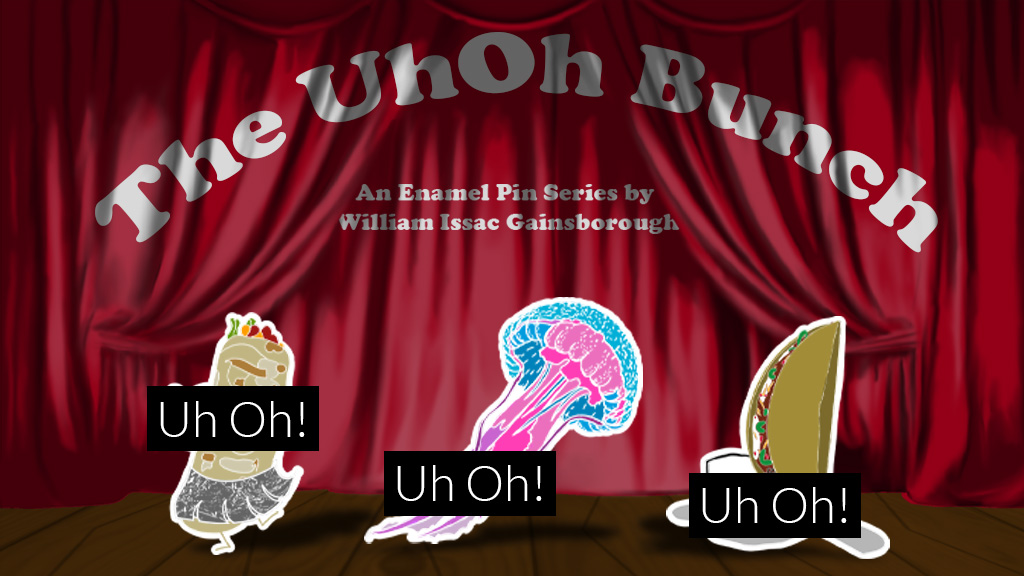 The UhOh Bunch
An Enamel Pin Series by
William Issac Gainsborough
Uh Oh!
Uh Oh!
Uh Oh!